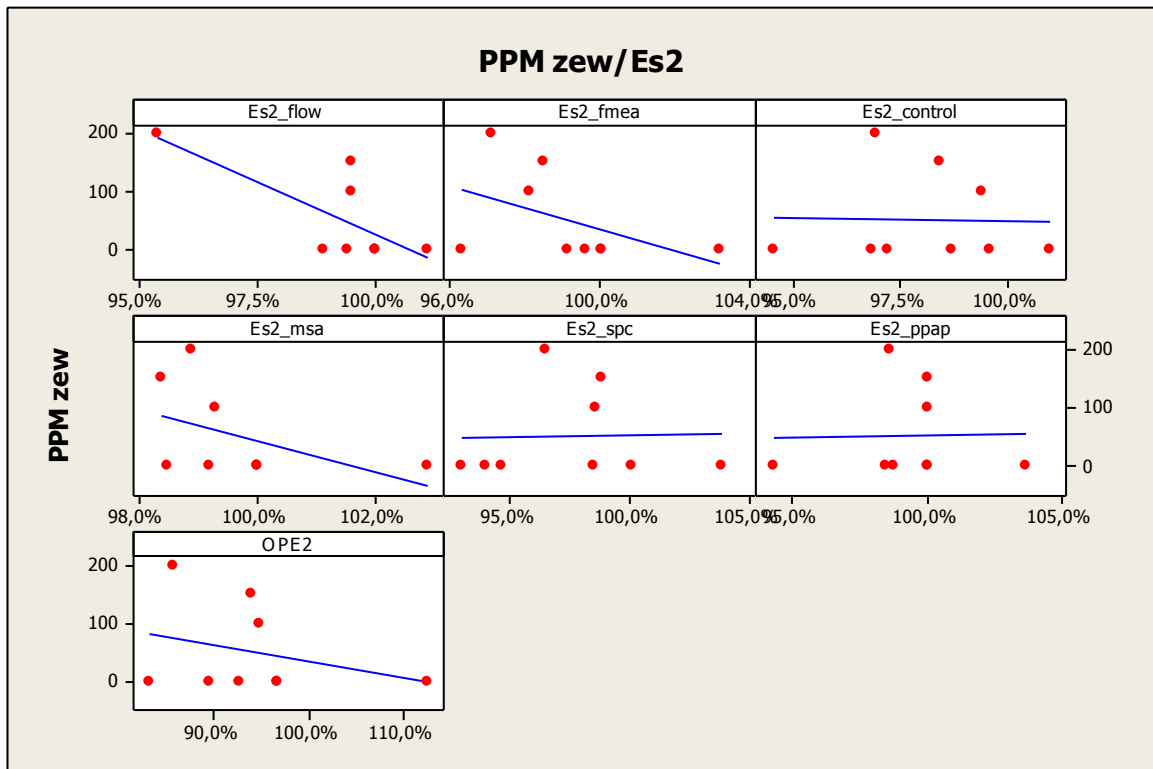 PPM zew/Es2
Es2_flow Es2_fmea Es2_control
200
100
0
95,0% 97,5% 100,0% 96,0% 100,0% 104,0% 95,0% 97,5% 100,0%
Es2_msa Es2_spc Es2_ppap
200
100
0
PPM zew
98,0% 100,0% 102,0% 95,0% 100,0% 105,0% 95,0% 100,0% 105,0%
OPE2
200
100
0
90,0% 100,0% 110,0%